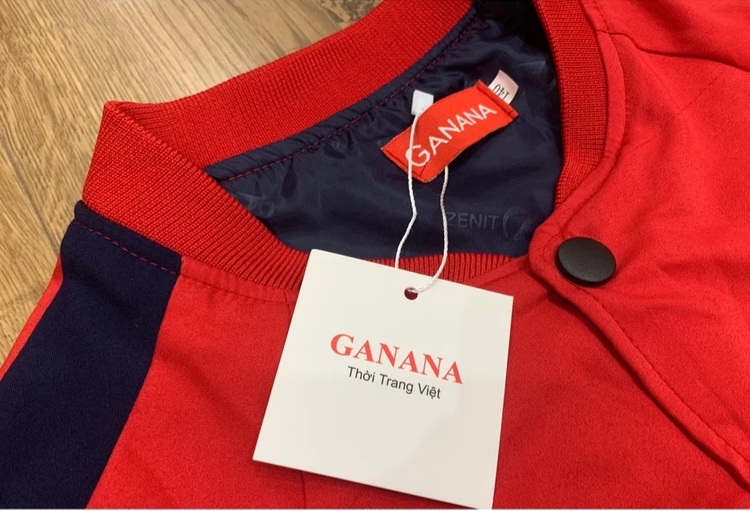 140
GANANA
ZENIT
GANANA
Thời Trang Việt